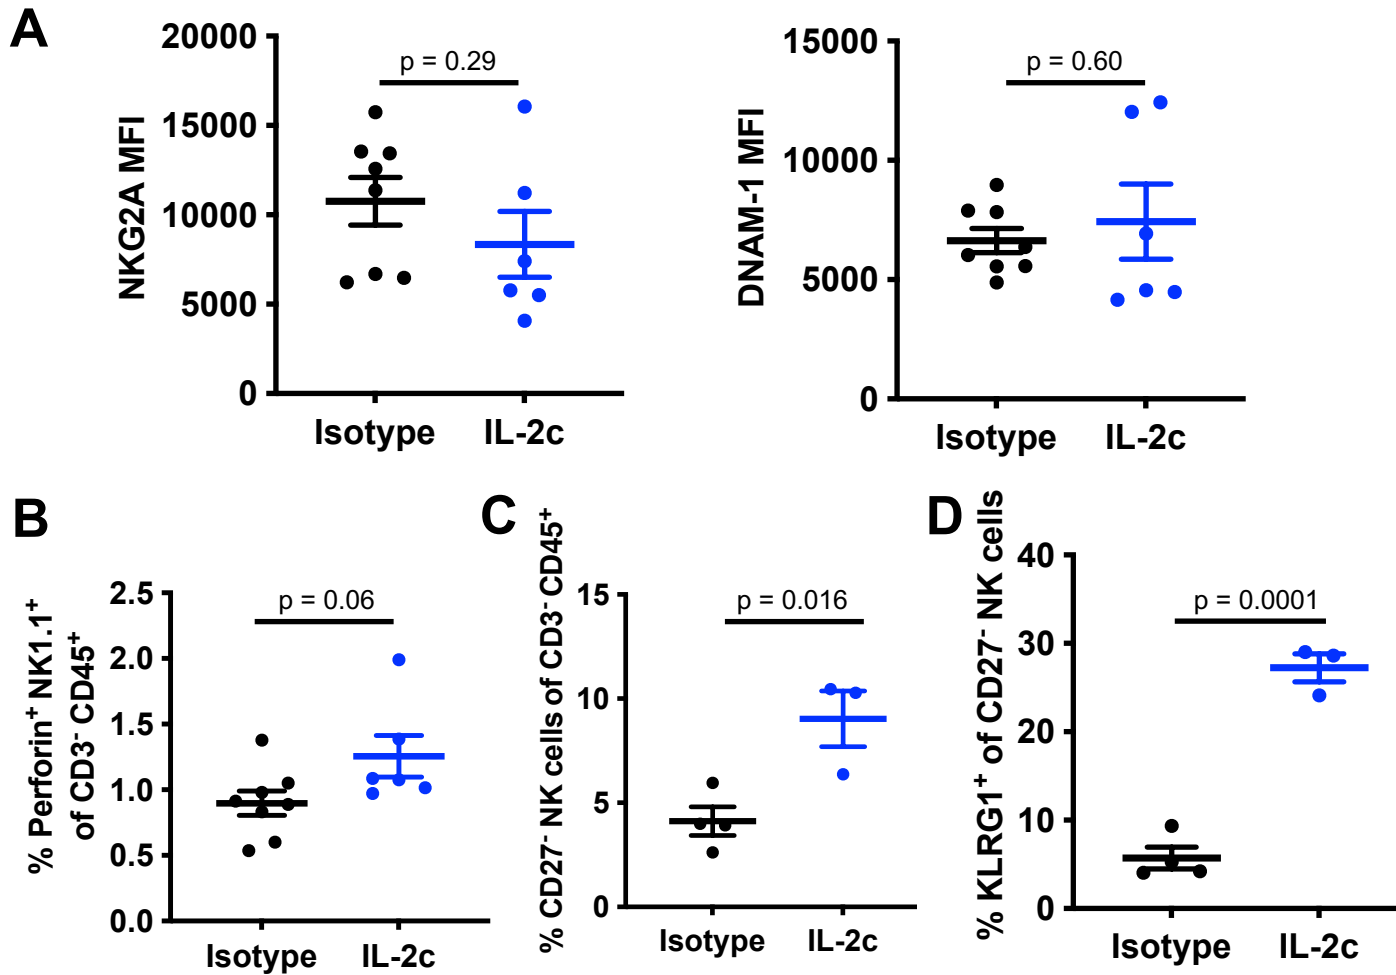 A
NKG2A MFI
20000
15000
10000
5000
0
p = 0.29
Isotype IL-2c
DNAM-1 MFI
15000
10000
5000
0
p = 0.60
Isotype IL-2c
B
% Perforin⁺ NK1.1⁺
of CD3⁻ CD45⁺
2.5
2.0
1.5
1.0
0.5
0.0
p = 0.06
Isotype IL-2c
C
% CD27⁻ NK cells of CD3⁻ CD45⁺
15
10
5
0
p = 0.016
Isotype IL-2c
D
% KLRG1⁺ of CD27⁻ NK cells
40
30
20
10
0
p = 0.0001
Isotype IL-2c